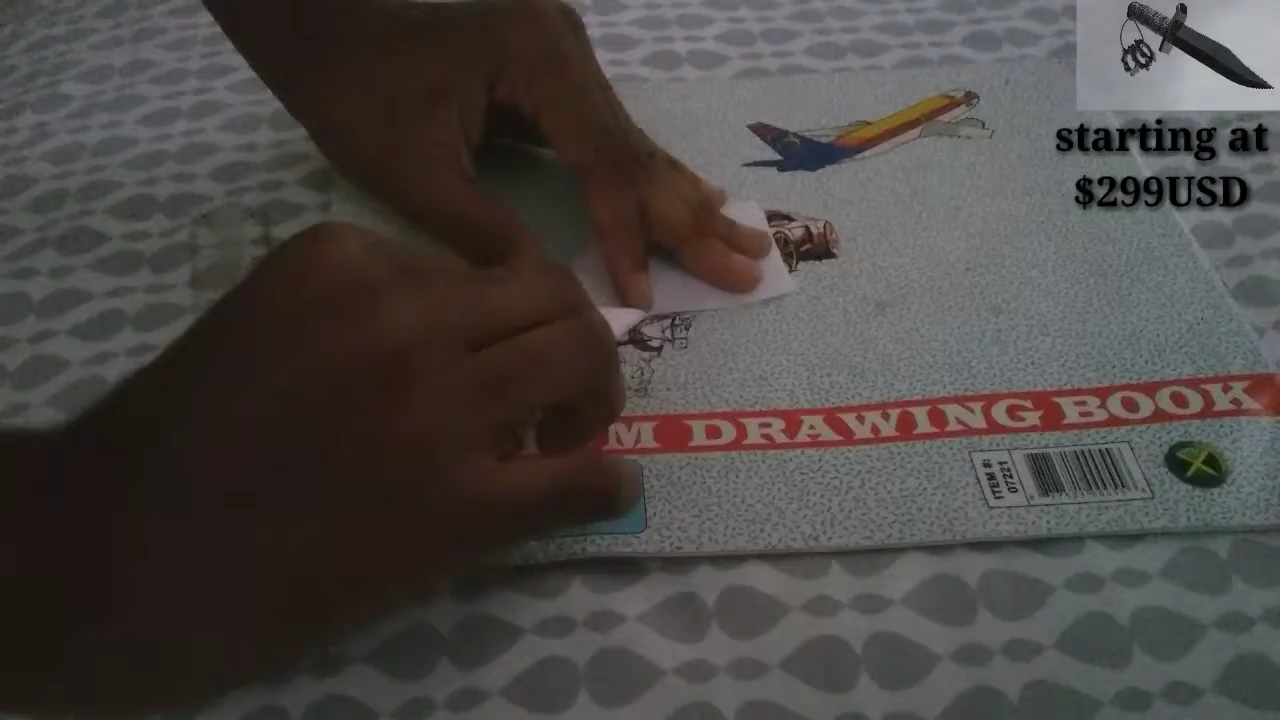 starting at
$299USD
M DRAWING BOOK
ITEM #:
07221